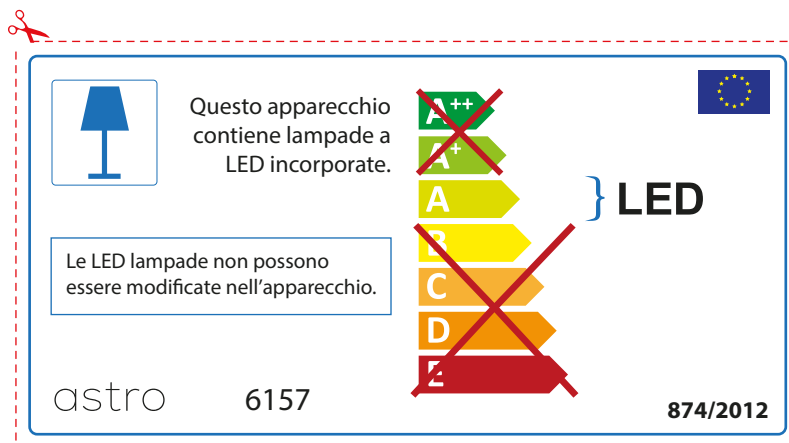 Questo apparecchio
contiene lampade a
LED incorporate.
Le LED lampade non possono
essere modificate nell'apparecchio.
A++
A+
A
B
C
D
E
LED
astro
6157
874/2012